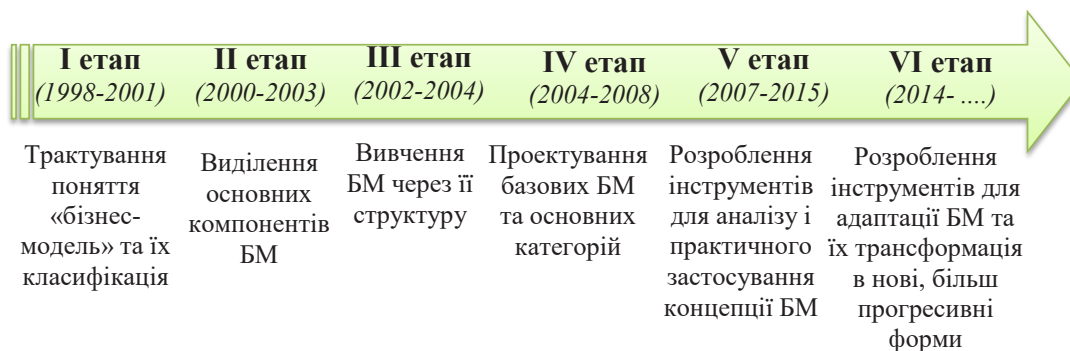 I етап
(1998-2001)
II етап
(2000-2003)
III етап
(2002-2004)
IV етап
(2004-2008)
V етап
(2007-2015)
VI етап
(2014- ....)
Трактування
поняття
«бізнес-
модель» та їх
класифікація
Виділення
основних
компонентів
БМ
Вивчення
БМ через її
структуру
Проектування
базових БМ
та основних
категорій
Розроблення
інструментів
для аналізу і
практичного
застосування
концепції БМ
Розроблення
інструментів для
адаптації БМ та
їх трансформація
в нові, більш
прогресивні
форми